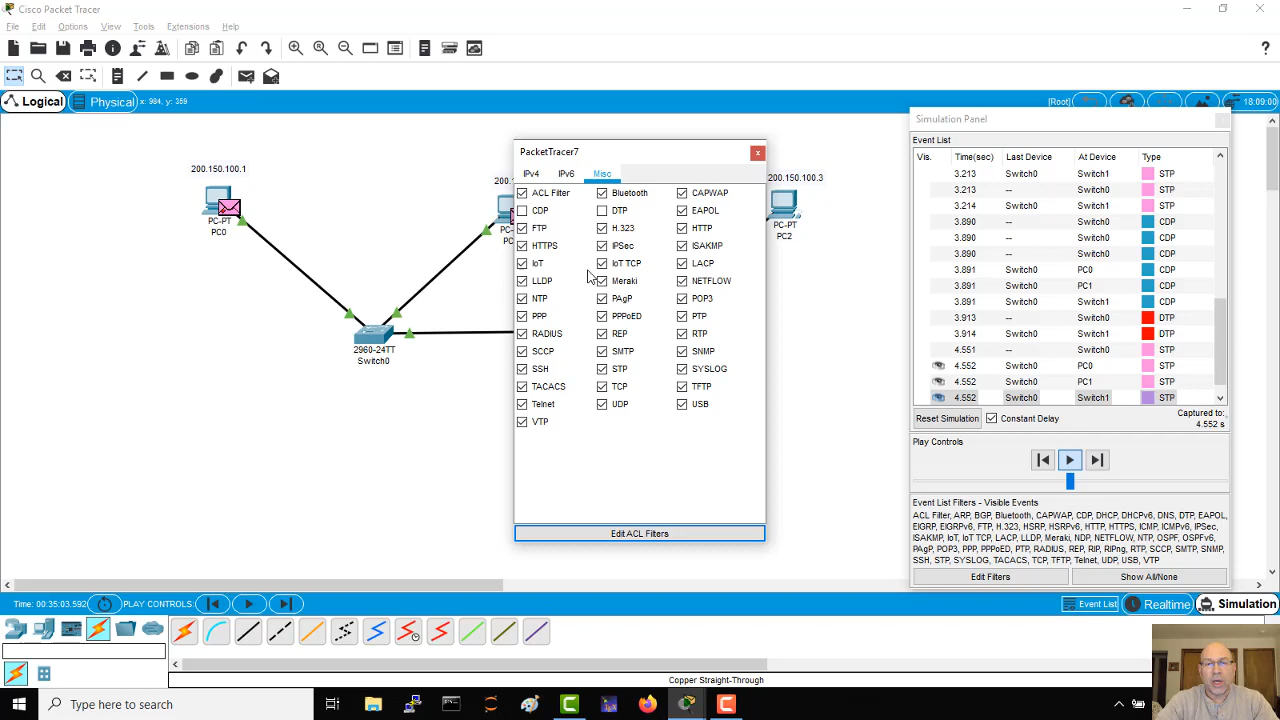 Cisco Packet Tracer
File Edit Options View Tools Extensions Help
?
Logical Physical x: 984, y: 359 [Root] 18:09:00
200.150.100.1
PC-PT
PC0
200.1
PC-
PC
200.150.100.3
PC-PT
PC2
2960-24TT
Switch0
PacketTracer7 x
IPv4 IPv6 Misc
ACL Filter Bluetooth CAPWAP
CDP DTP EAPOL
FTP H.323 HTTP
HTTPS IPSec ISAKMP
IoT IoT TCP LACP
LLDP Meraki NETFLOW
NTP PAgP POP3
PPP PPPoED PTP
RADIUS REP RTP
SCCP SMTP SNMP
SSH STP SYSLOG
TACACS TCP TFTP
Telnet UDP USB
VTP
Edit ACL Filters
Simulation Panel
Event List
Vis. Time(sec) Last Device At Device Type
3.213 Switch0 Switch1 STP
3.213 -- Switch1 STP
3.214 Switch0 Switch1 STP
3.890 -- Switch0 CDP
3.890 -- Switch0 CDP
3.890 -- Switch0 CDP
3.891 Switch0 PC0 CDP
3.891 Switch0 PC1 CDP
3.891 Switch0 Switch1 CDP
3.913 -- Switch0 DTP
3.914 Switch0 Switch1 DTP
4.551 -- Switch0 STP
4.552 Switch0 PC0 STP
4.552 Switch0 PC1 STP
4.552 Switch0 Switch1 STP
Reset Simulation Constant Delay Captured to:
4.552 s
Play Controls
Event List Filters - Visible Events
ACL Filter, ARP, BGP, Bluetooth, CAPWAP, CDP, DHCP, DHCPv6, DNS, DTP, EAPOL,
EIGRP, EIGRPv6, FTP, H.323, HSRP, HSRPv6, HTTP, HTTPS, ICMP, ICMPv6, IPSec,
ISAKMP, IoT, IoT TCP, LACP, LLDP, Meraki, NDP, NETFLOW, NTP, OSPF, OSPFv6,
PAgP, POP3, PPP, PPPoED, PTP, RADIUS, REP, RIP, RIPng, RTP, SCCP, SMTP, SNMP,
SSH, STP, SYSLOG, TACACS, TCP, TFTP, Telnet, UDP, USB, VTP
Edit Filters Show All/None
Time: 00:35:03.592 PLAY CONTROLS: Event List Realtime Simulation
Copper Straight-Through
Type here to search